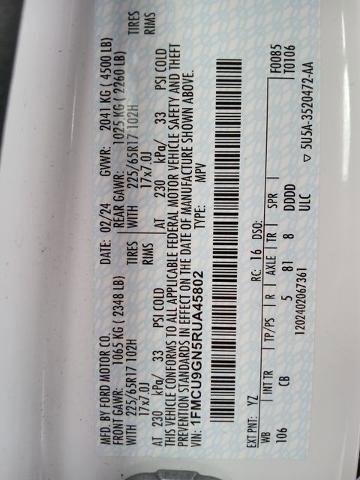 MFD. BY FORD MOTOR CO.
DATE: 02/24 GVWR: 2041 KG ( 4500 LB)
FRONT GAWR: 1065 KG ( 2348 LB) REAR GAWR: 1025 KG ( 2260 LB)
WITH 225/65R17 102H TIRES WITH 225/65R17 102H TIRES
17x7.0J RIMS 17x7.0J RIMS
AT 230 kPa/ 33 PSI COLD AT 230 kPa/ 33 PSI COLD
THIS VEHICLE CONFORMS TO ALL APPLICABLE FEDERAL MOTOR VEHICLE SAFETY AND THEFT
PREVENTION STANDARDS IN EFFECT ON THE DATE OF MANUFACTURE SHOWN ABOVE.
VIN: 1FMCU9GN5RUA45802 TYPE: MPV
F0085
T0106
EXT PNT: YZ RC: 16 DSO:
WB INT TR TP/PS R AXLE TR SPR
106 CB 5 81 8 DDDD
1202402067361 ULC
▽ 5U5A-3520472-AA